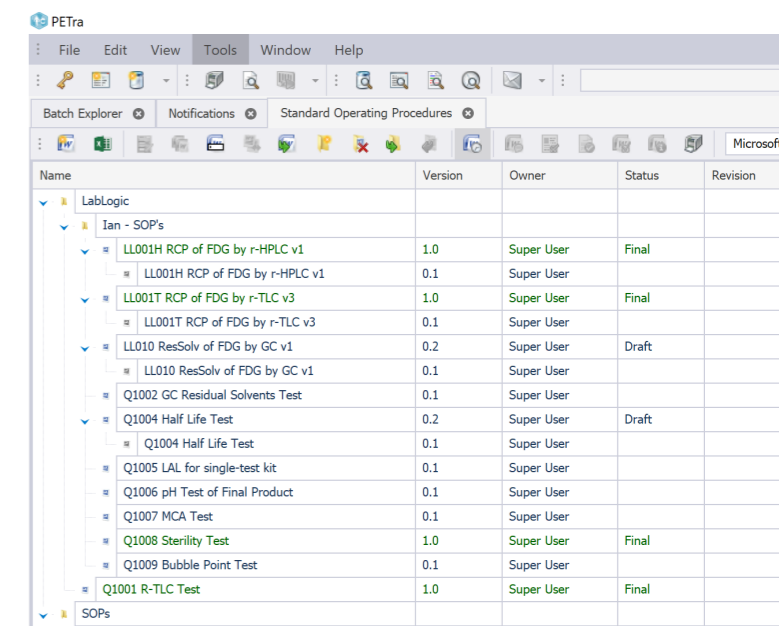 PETra
File Edit View Tools Window Help
Batch Explorer Notifications Standard Operating Procedures
Microsoft
Name Version Owner Status Revision
LabLogic
Ian - SOP's
LL001H RCP of FDG by r-HPLC v1 1.0 Super User Final
LL001H RCP of FDG by r-HPLC v1 0.1 Super User
LL001T RCP of FDG by r-TLC v3 1.0 Super User Final
LL001T RCP of FDG by r-TLC v3 0.1 Super User
LL010 ResSolv of FDG by GC v1 0.2 Super User Draft
LL010 ResSolv of FDG by GC v1 0.1 Super User
Q1002 GC Residual Solvents Test 0.1 Super User
Q1004 Half Life Test 0.2 Super User Draft
Q1004 Half Life Test 0.1 Super User
Q1005 LAL for single-test kit 0.1 Super User
Q1006 pH Test of Final Product 0.1 Super User
Q1007 MCA Test 0.1 Super User
Q1008 Sterility Test 1.0 Super User Final
Q1009 Bubble Point Test 0.1 Super User
Q1001 R-TLC Test 1.0 Super User Final
SOPs